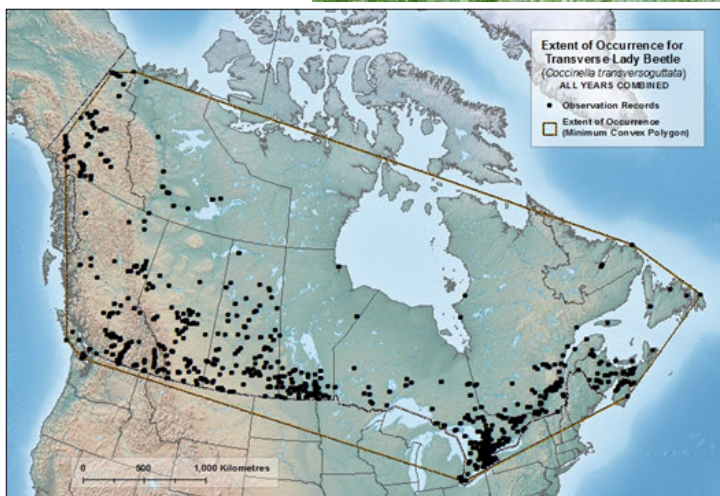 Extent of Occurrence for
Transverse Lady Beetle
(Coccinella transversoguttata)
ALL YEARS COMBINED
Observation Records
Extent of Occurrence
(Minimum Convex Polygon)
0 500 1,000 Kilometres